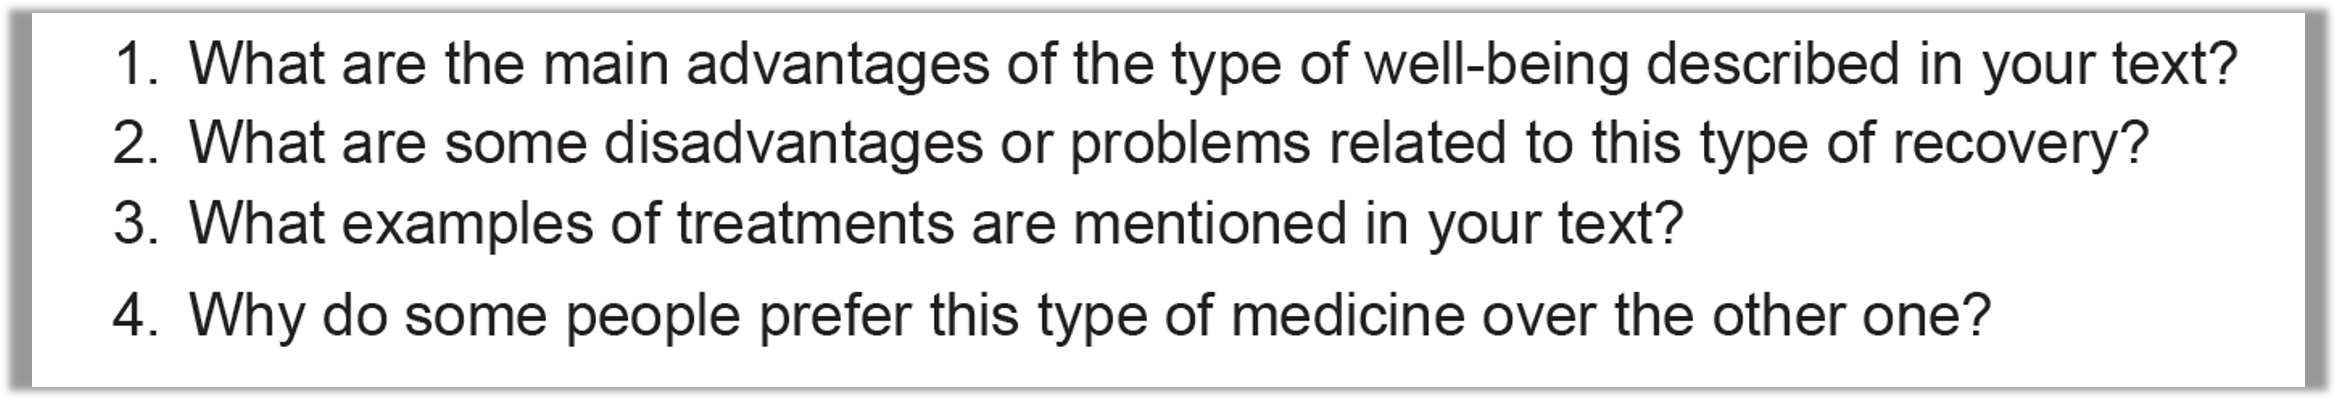 1. What are the main advantages of the type of well-being described in your text?
2. What are some disadvantages or problems related to this type of recovery?
3. What examples of treatments are mentioned in your text?
4. Why do some people prefer this type of medicine over the other one?